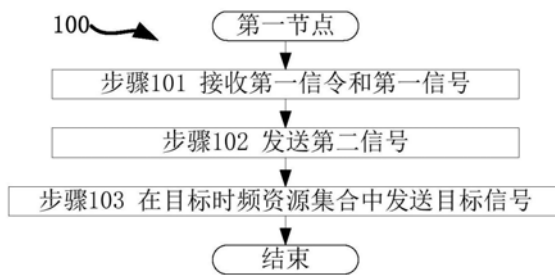 100
第一节点
步骤101 接收第一信令和第一信号
步骤102 发送第二信号
步骤103 在目标时频资源集合中发送目标信号
结束